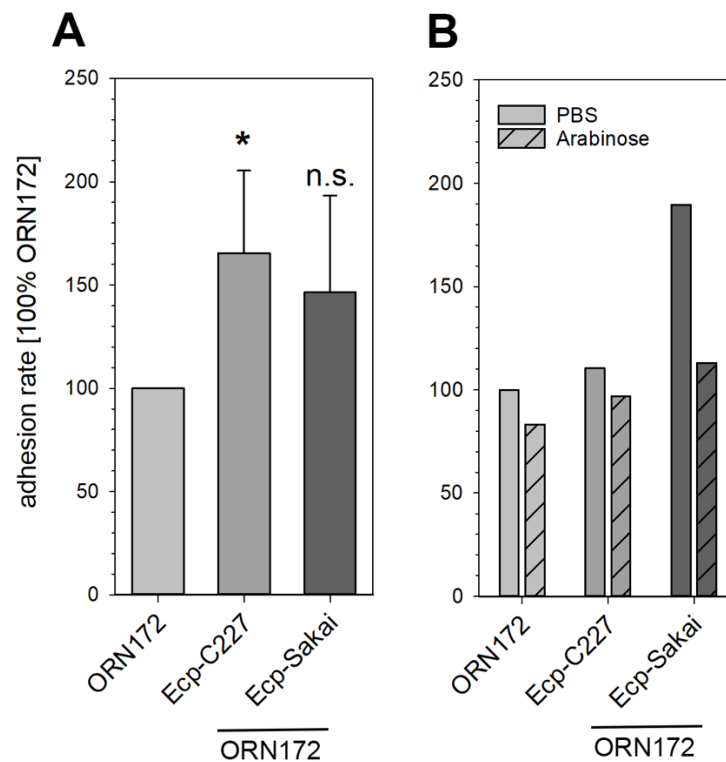 A
B
adhesion rate [100% ORN172]
250
200
150
100
50
0
*
n.s.
ORN172
Ecp-C227
Ecp-Sakai
ORN172
250
200
150
100
50
0
PBS
Arabinose
ORN172
Ecp-C227
Ecp-Sakai
ORN172